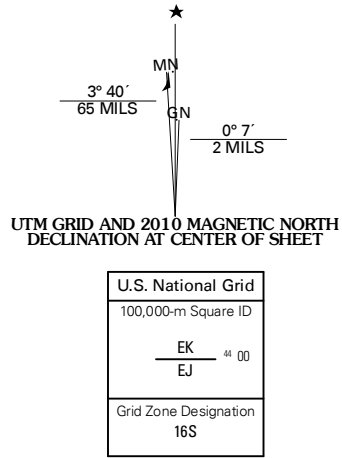 ★
MN
3° 40´
65 MILS
GN
0° 7´
2 MILS
UTM GRID AND 2010 MAGNETIC NORTH
DECLINATION AT CENTER OF SHEET
U.S. National Grid
100,000-m Square ID
EK
44 00
EJ
Grid Zone Designation
16S